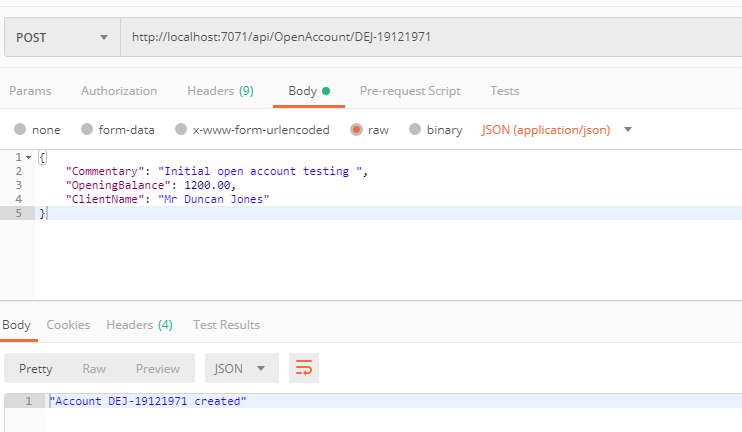 POST http://localhost:7071/api/OpenAccount/DEJ-19121971
Params Authorization Headers (9) Body Pre-request Script Tests
none form-data x-www-form-urlencoded raw binary JSON (application/json)
1 {
2 "Commentary": "Initial open account testing ",
3 "OpeningBalance": 1200.00,
4 "ClientName": "Mr Duncan Jones"
5 }
Body Cookies Headers (4) Test Results
Pretty Raw Preview JSON
1 "Account DEJ-19121971 created"